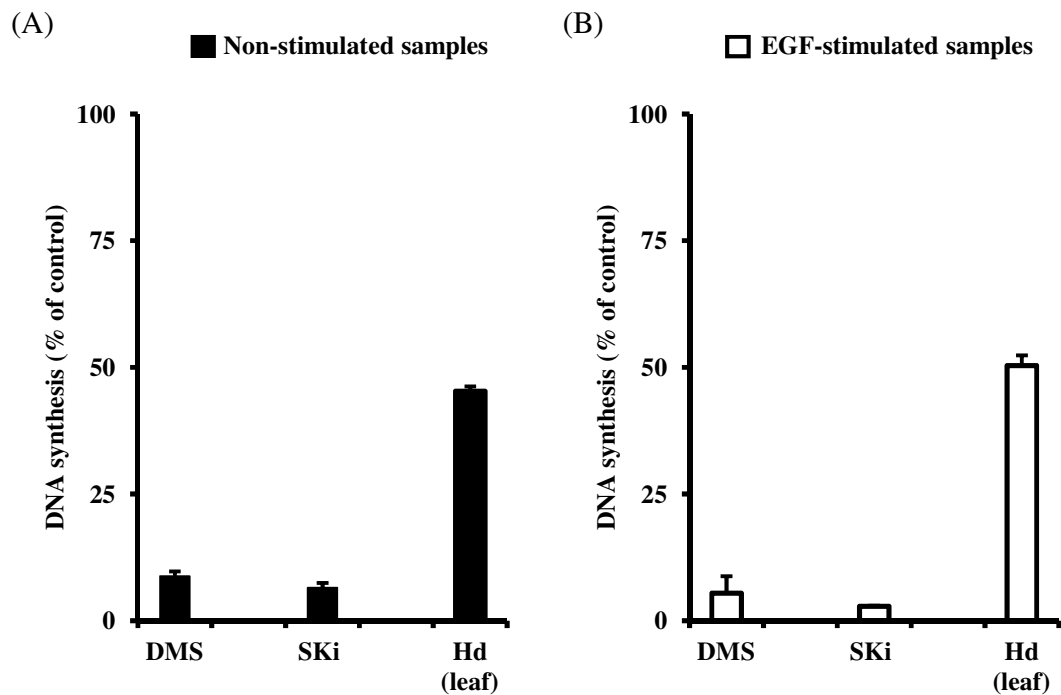 (A)
Non-stimulated samples
100
75
50
25
0
DNA synthesis (% of control)
DMS
SKi
Hd
(leaf)
(B)
EGF-stimulated samples
100
75
50
25
0
DNA synthesis (% of control)
DMS
SKi
Hd
(leaf)